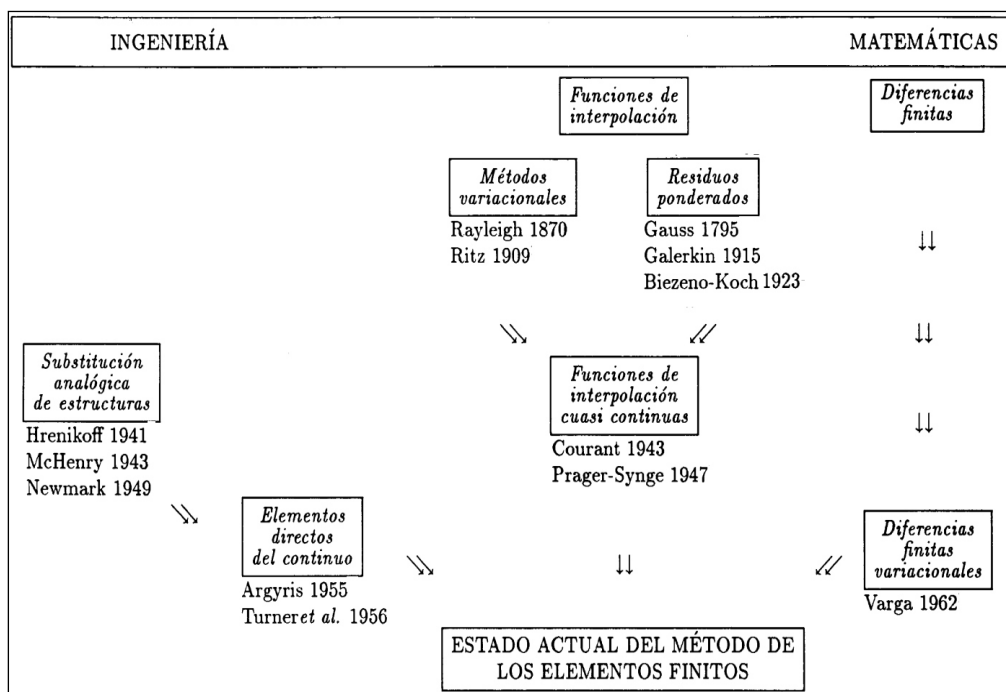 INGENIERÍA
MATEMÁTICAS
Funciones de
interpolación
Diferencias
finitas
Métodos
variacionales
Rayleigh 1870
Ritz 1909
Residuos
ponderados
Gauss 1795
Galerkin 1915
Biezeno-Koch 1923
Substitución
analógica
de estructuras
Hrenikoff 1941
McHenry 1943
Newmark 1949
Funciones de
interpolación
cuasi continuas
Courant 1943
Prager-Synge 1947
Elementos
directos
del continuo
Argyris 1955
Turner et al. 1956
Diferencias
finitas
variacionales
Varga 1962
ESTADO ACTUAL DEL MÉTODO DE
LOS ELEMENTOS FINITOS